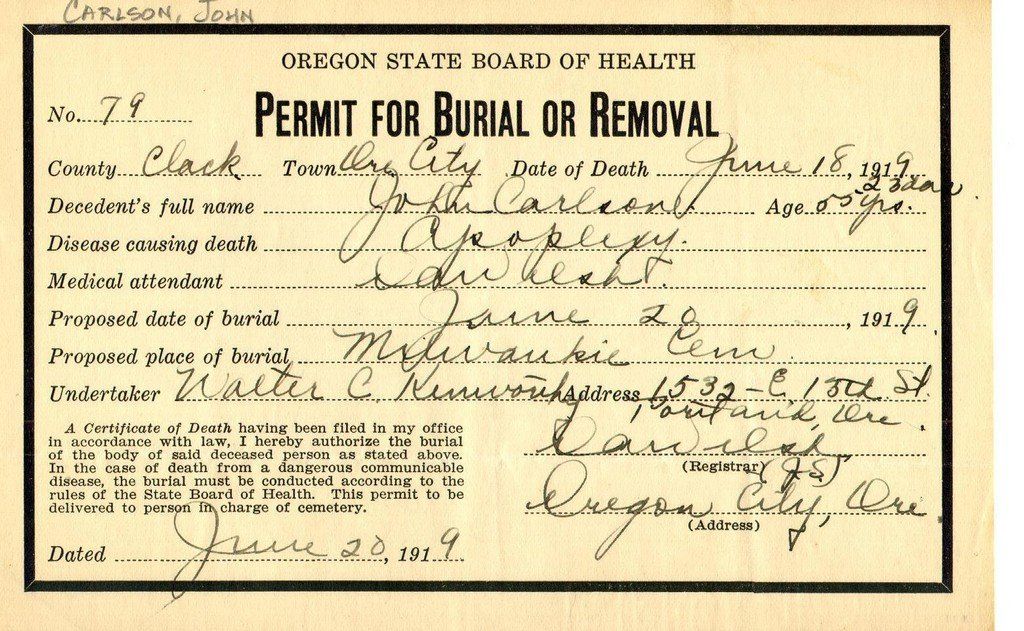 CARLSON, JOHN
OREGON STATE BOARD OF HEALTH
No. 79
PERMIT FOR BURIAL OR REMOVAL
County Clack Town Ore City Date of Death June 18, 1919
Decedent's full name John Carlson Age 55 yrs. 23 da
Disease causing death Apoplexy.
Medical attendant
Proposed date of burial June 20, 1919.
Proposed place of burial Milwaukie Cem.
Undertaker Walter C. Kenworthy Address 1532-E. 13th St.
Portland, Ore.
A Certificate of Death having been filed in my office
in accordance with law, I hereby authorize the burial
of the body of said deceased person as stated above.
In the case of death from a dangerous communicable
disease, the burial must be conducted according to the
rules of the State Board of Health. This permit to be
delivered to person in charge of cemetery.
(Registrar) (J.S.)
Oregon City, Ore.
(Address)
Dated June 20, 1919